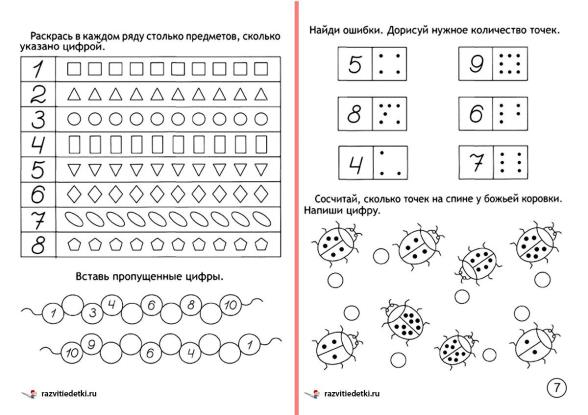 Раскрась в каждом ряду столько предметов, сколько
указано цифрой.
1
2
3
4
5
6
7
8
Вставь пропущенные цифры.
1 3 4 6 8 10
10 9 6 4 1
razvitiedetki.ru
Найди ошибки. Дорисуй нужное количество точек.
5 9
8 6
4 7
Сосчитай, сколько точек на спине у божьей коровки.
Напиши цифру.
razvitiedetki.ru
7